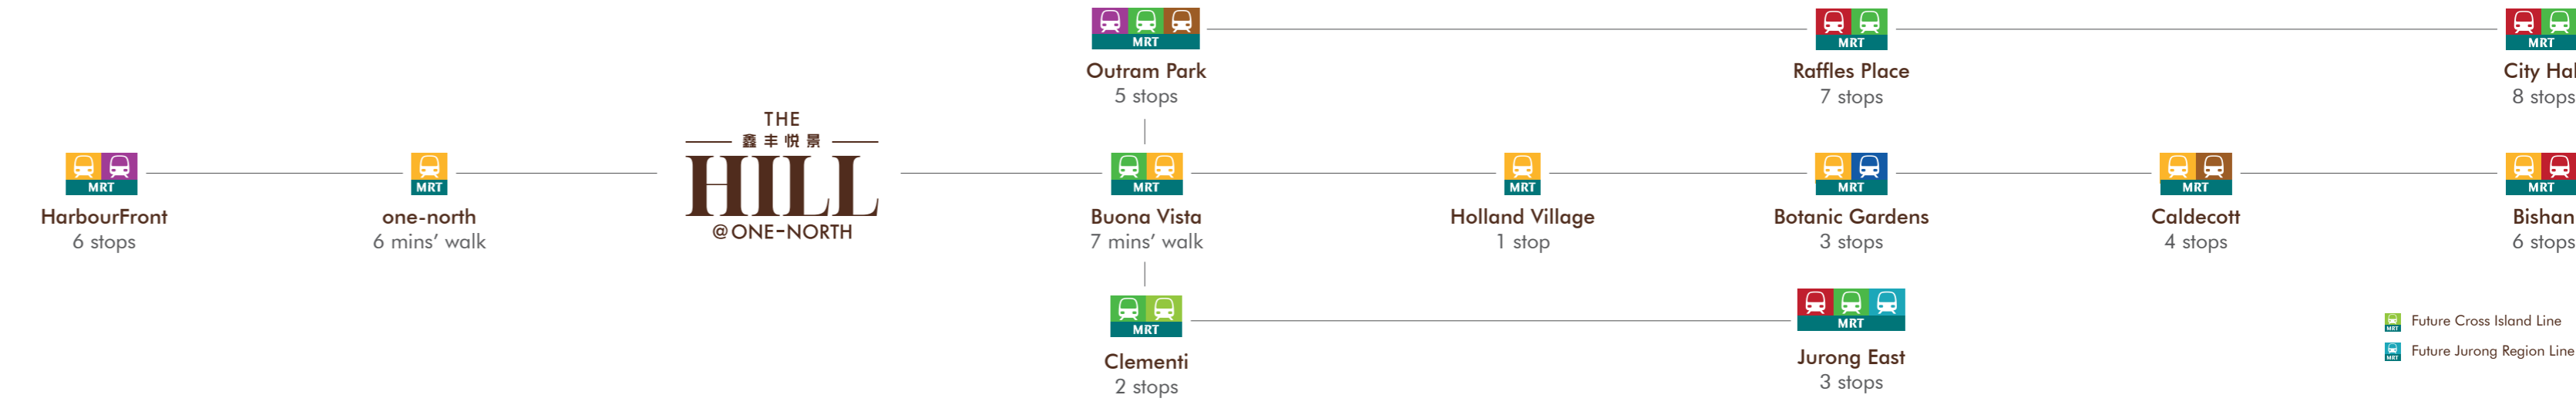 MRT
Outram Park
5 stops
MRT
Raffles Place
7 stops
MRT
City Hal
8 stops
MRT
HarbourFront
6 stops
MRT
one-north
6 mins’ walk
THE
鑫丰悦景
HILL
@ONE-NORTH
MRT
Buona Vista
7 mins’ walk
MRT
Holland Village
1 stop
MRT
Botanic Gardens
3 stops
MRT
Caldecott
4 stops
MRT
Bishan
6 stops
MRT
Clementi
2 stops
MRT
Jurong East
3 stops
MRT Future Cross Island Line
MRT Future Jurong Region Line